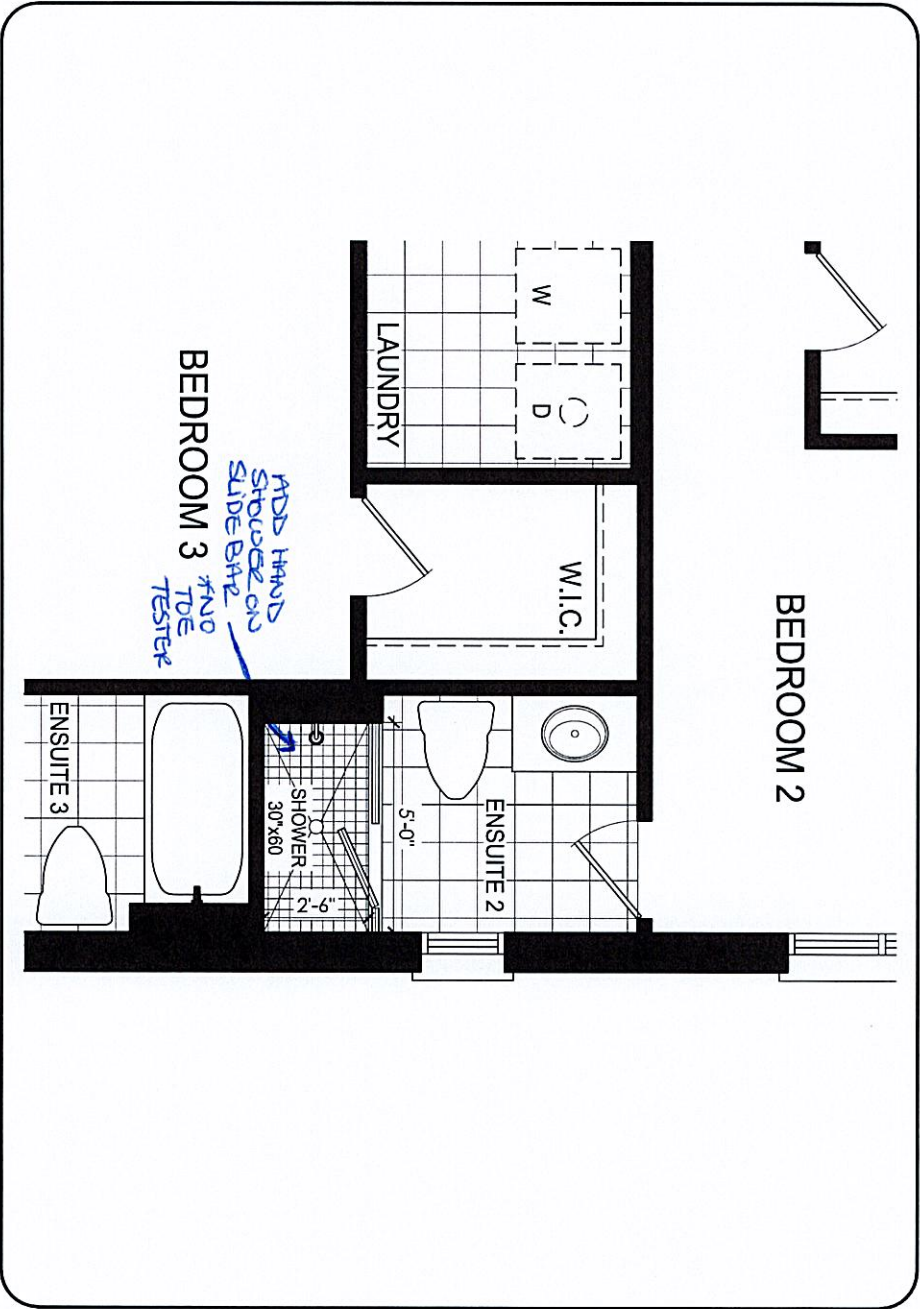 BEDROOM 2
W
D
LAUNDRY
W.I.C.
ENSUITE 2
5'-0"
SHOWER
30"x60
2'-6"
BEDROOM 3
ADD HAND
SHOWER ON
SLIDE BAR
*NO
TOE
TESTER
ENSUITE 3